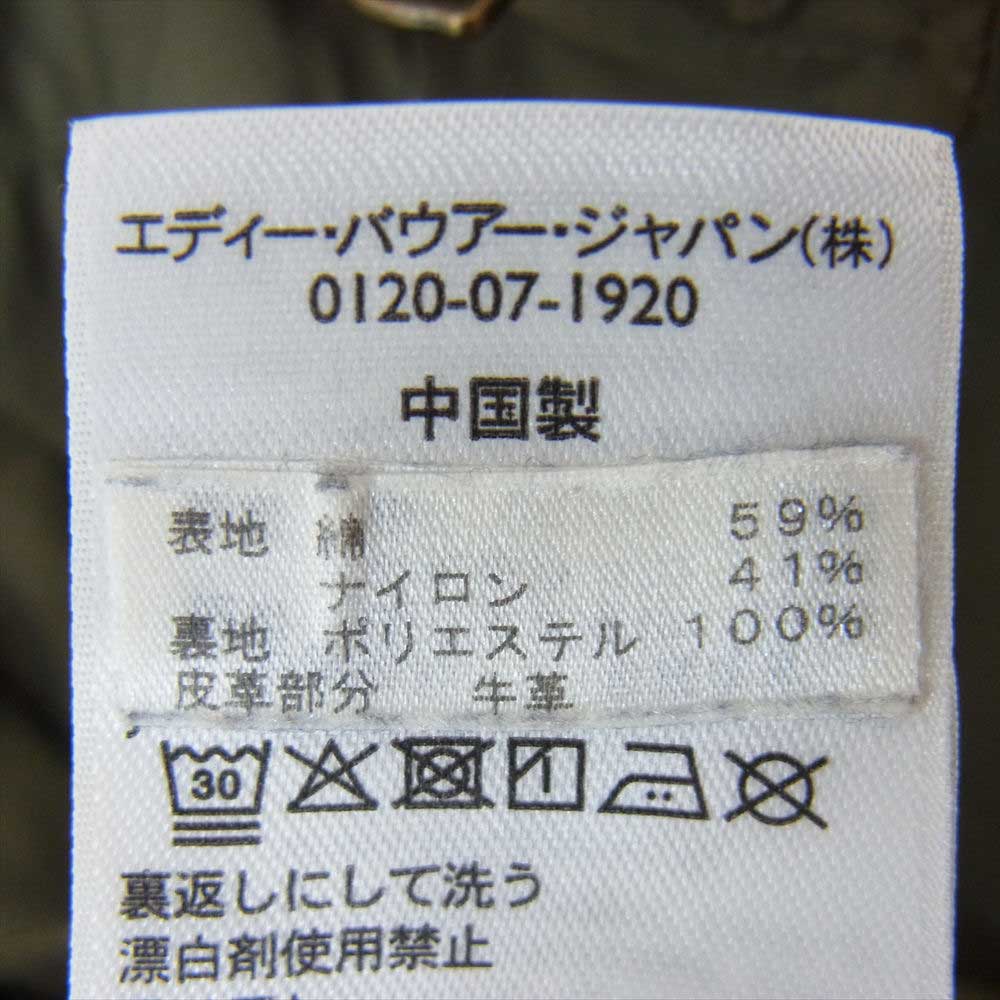 エディー・バウアー・ジャパン(株)
0120-07-1920
中国製
表地 綿 59%
ナイロン 41%
裏地 ポリエステル 100%
皮革部分 牛革
30
裏返しにして洗う
漂白剤使用禁止